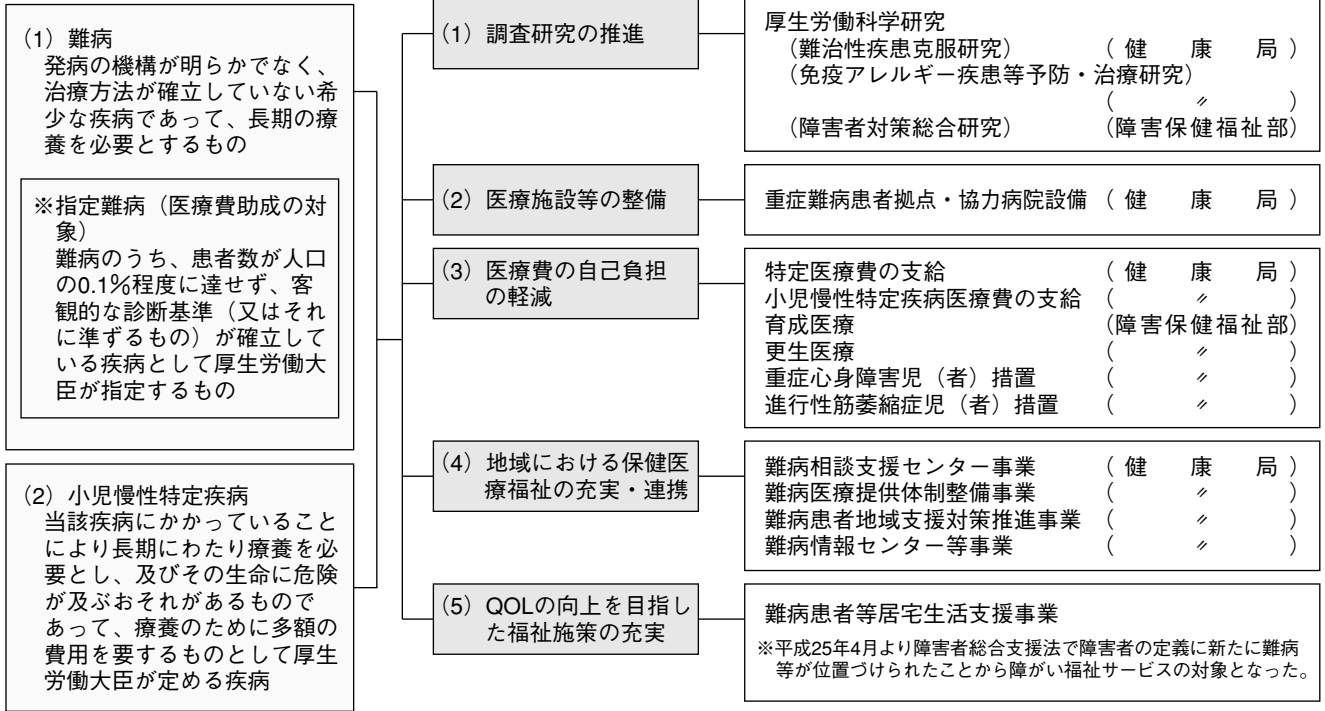 (1) 難病
発病の機構が明らかでなく、
治療方法が確立していない希
少な疾病であって、長期の療
養を必要とするもの
※指定難病（医療費助成の対
象）
難病のうち、患者数が人口
の0.1％程度に達せず、客
観的な診断基準（又はそれ
に準ずるもの）が確立して
いる疾病として厚生労働大
臣が指定するもの
(2) 小児慢性特定疾病
当該疾病にかかっていること
により長期にわたり療養を必
要とし、及びその生命に危険
が及ぶおそれがあるもので
あって、療養のために多額の
費用を要するものとして厚生
労働大臣が定める疾病
(1) 調査研究の推進
厚生労働科学研究
（難治性疾患克服研究）（健康局）
（免疫アレルギー疾患等予防・治療研究）
（〃）
（障害者対策総合研究）（障害保健福祉部）
(2) 医療施設等の整備
重症難病患者拠点・協力病院設備（健康局）
(3) 医療費の自己負担
の軽減
特定医療費の支給（健康局）
小児慢性特定疾病医療費の支給（〃）
育成医療（障害保健福祉部）
更生医療（〃）
重症心身障害児（者）措置（〃）
進行性筋萎縮症児（者）措置（〃）
(4) 地域における保健医
療福祉の充実・連携
難病相談支援センター事業（健康局）
難病医療提供体制整備事業（〃）
難病患者地域支援対策推進事業（〃）
難病情報センター等事業（〃）
(5) QOLの向上を目指し
た福祉施策の充実
難病患者等居宅生活支援事業
※平成25年4月より障害者総合支援法で障害者の定義に新たに難病
等が位置づけられたことから障がい福祉サービスの対象となった。